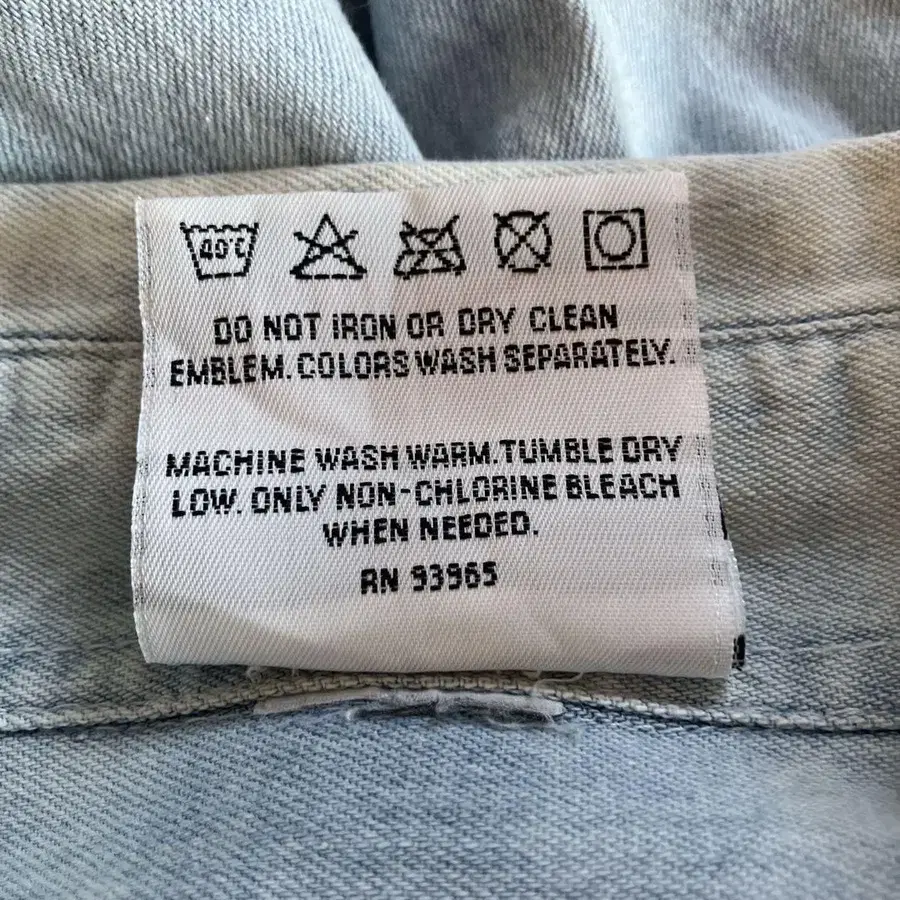 40°C
DO NOT IRON OR DRY CLEAN
EMBLEM. COLORS WASH SEPARATELY.
MACHINE WASH WARM. TUMBLE DRY
LOW. ONLY NON-CHLORINE BLEACH
WHEN NEEDED.
RN 93965